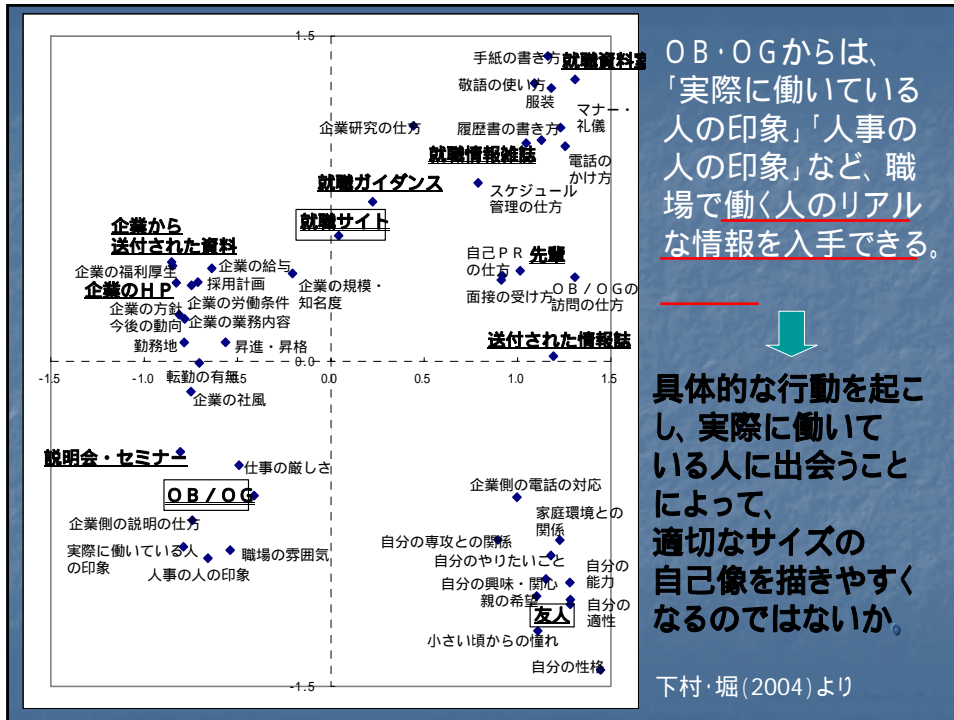 1.5
手紙の書き方
就職資料室
敬語の使い方
服装
マナー・
礼儀
企業研究の仕方
履歴書の書き方
就職情報雑誌
電話の
かけ方
就職ガイダンス
スケジュール
管理の仕方
就職サイト
企業から
送付された資料
自己PR
の仕方
先輩
企業の福利厚生
企業の給与
採用計画
企業の規模・
知名度
企業のHP
面接の受け方
OB/OGの
訪問の仕方
企業の労働条件
企業の方針・
今後の動向
企業の業務内容
送付された情報誌
勤務地
昇進・昇格
0.0
-1.5
-1.0
-0.5
0.0
0.5
1.0
1.5
転勤の有無
企業の社風
説明会・セミナー
仕事の厳しさ
OB/OG
企業側の電話の対応
企業側の説明の仕方
家庭環境との
関係
自分の専攻との関係
実際に働いている人
の印象
職場の雰囲気
自分のやりたいこと
人事の人の印象
自分の興味・関心
自分の
能力
親の希望
友人
自分の
適性
小さい頃からの憧れ
自分の性格
-1.5
OB・OGからは、
「実際に働いている
人の印象」「人事の
人の印象」など、職
場で働く人のリアル
な情報を入手できる。
具体的な行動を起こ
し、実際に働いて
いる人に出会うこと
によって、
適切なサイズの
自己像を描きやすく
なるのではないか。
下村・堀(2004)より